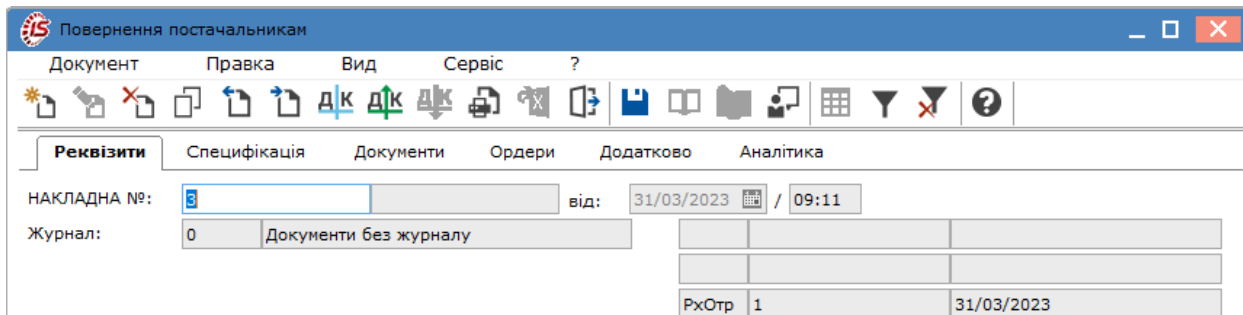 Повернення постачальникам
Документ Правка Вид Сервіс ?
Реквізити Специфікація Документи Ордери Додатково Аналітика
НАКЛАДНА №: 3 від: 31/03/2023 / 09:11
Журнал: 0 Документи без журналу
РхОтр 1 31/03/2023